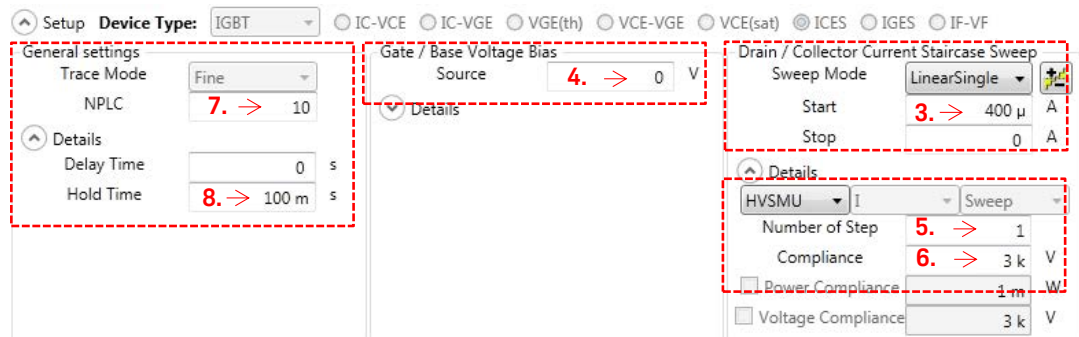 Setup Device Type: IGBT IC-VCE IC-VGE VGE(th) VCE-VGE VCE(sat) ICES IGES IF-VF
General settings
Trace Mode Fine
NPLC 7. → 10
Details
Delay Time 0 s
Hold Time 8. → 100 m s
Gate / Base Voltage Bias
Source 4. → 0 V
Details
Drain / Collector Current Staircase Sweep
Sweep Mode LinearSingle
Start 3. → 400 µ A
Stop 0 A
Details
HVSMU I Sweep
Number of Step 5. → 1
Compliance 6. → 3 k V
Power Compliance 1 m W
Voltage Compliance 3 k V